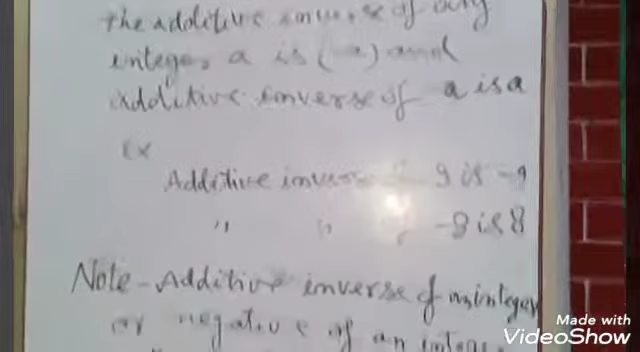 the additive inverse of any
integer a is (-a) and
additive inverse of a is a
Ex
Additive inverse 9 is -9
" " -8 is 8
Note - Additive inverse of an integer
or negative of an
Made with
VideoShow